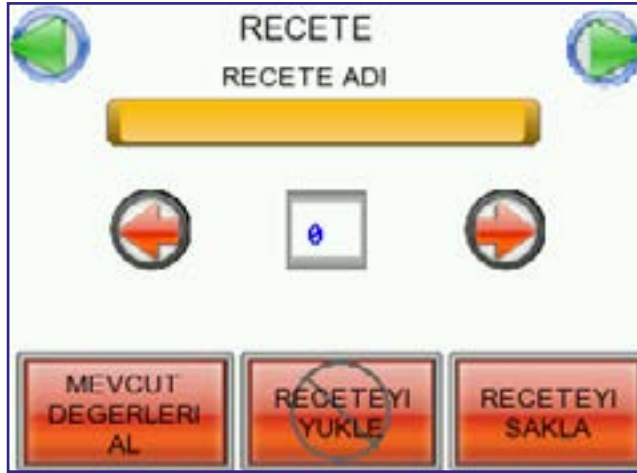 RECETE
RECETE ADI
0
MEVCUT
DEGERLERI
AL
RECETEYI
YUKLE
RECETEYI
SAKLA